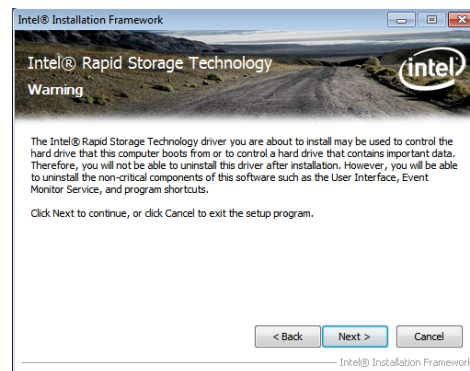 Intel® Installation Framework
Intel® Rapid Storage Technology
(intel)
Warning
The Intel® Rapid Storage Technology driver you are about to install may be used to control the
hard drive that this computer boots from or to control a hard drive that contains important data.
Therefore, you will not be able to uninstall this driver after installation. However, you will be able
to uninstall the non-critical components of this software such as the User Interface, Event
Monitor Service, and program shortcuts.
Click Next to continue, or click Cancel to exit the setup program.
< Back Next > Cancel
Intel® Installation Framework